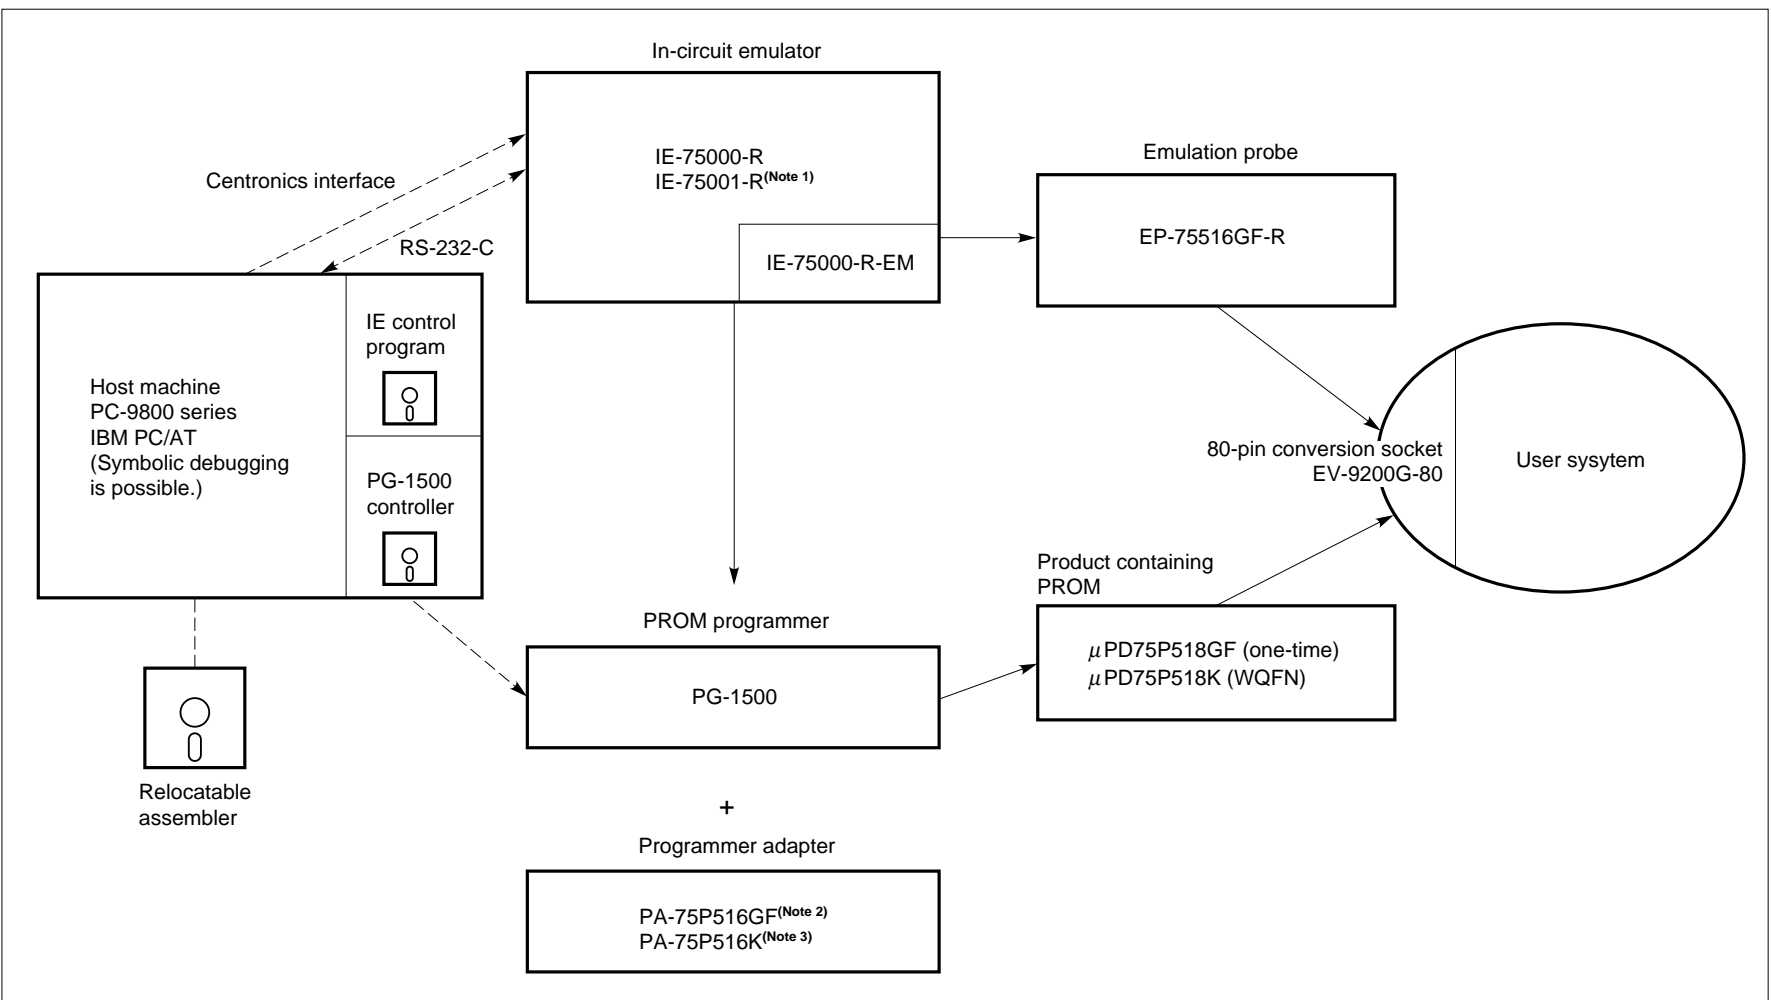 In-circuit emulator
IE-75000-R
IE-75001-R(Note 1)
IE-75000-R-EM
Centronics interface
RS-232-C
Emulation probe
EP-75516GF-R
Host machine
PC-9800 series
IBM PC/AT
(Symbolic debugging
is possible.)
IE control
program
PG-1500
controller
80-pin conversion socket
EV-9200G-80
User sysytem
Product containing
PROM
μPD75P518GF (one-time)
μPD75P518K (WQFN)
PROM programmer
PG-1500
Relocatable
assembler
+
Programmer adapter
PA-75P516GF(Note 2)
PA-75P516K(Note 3)